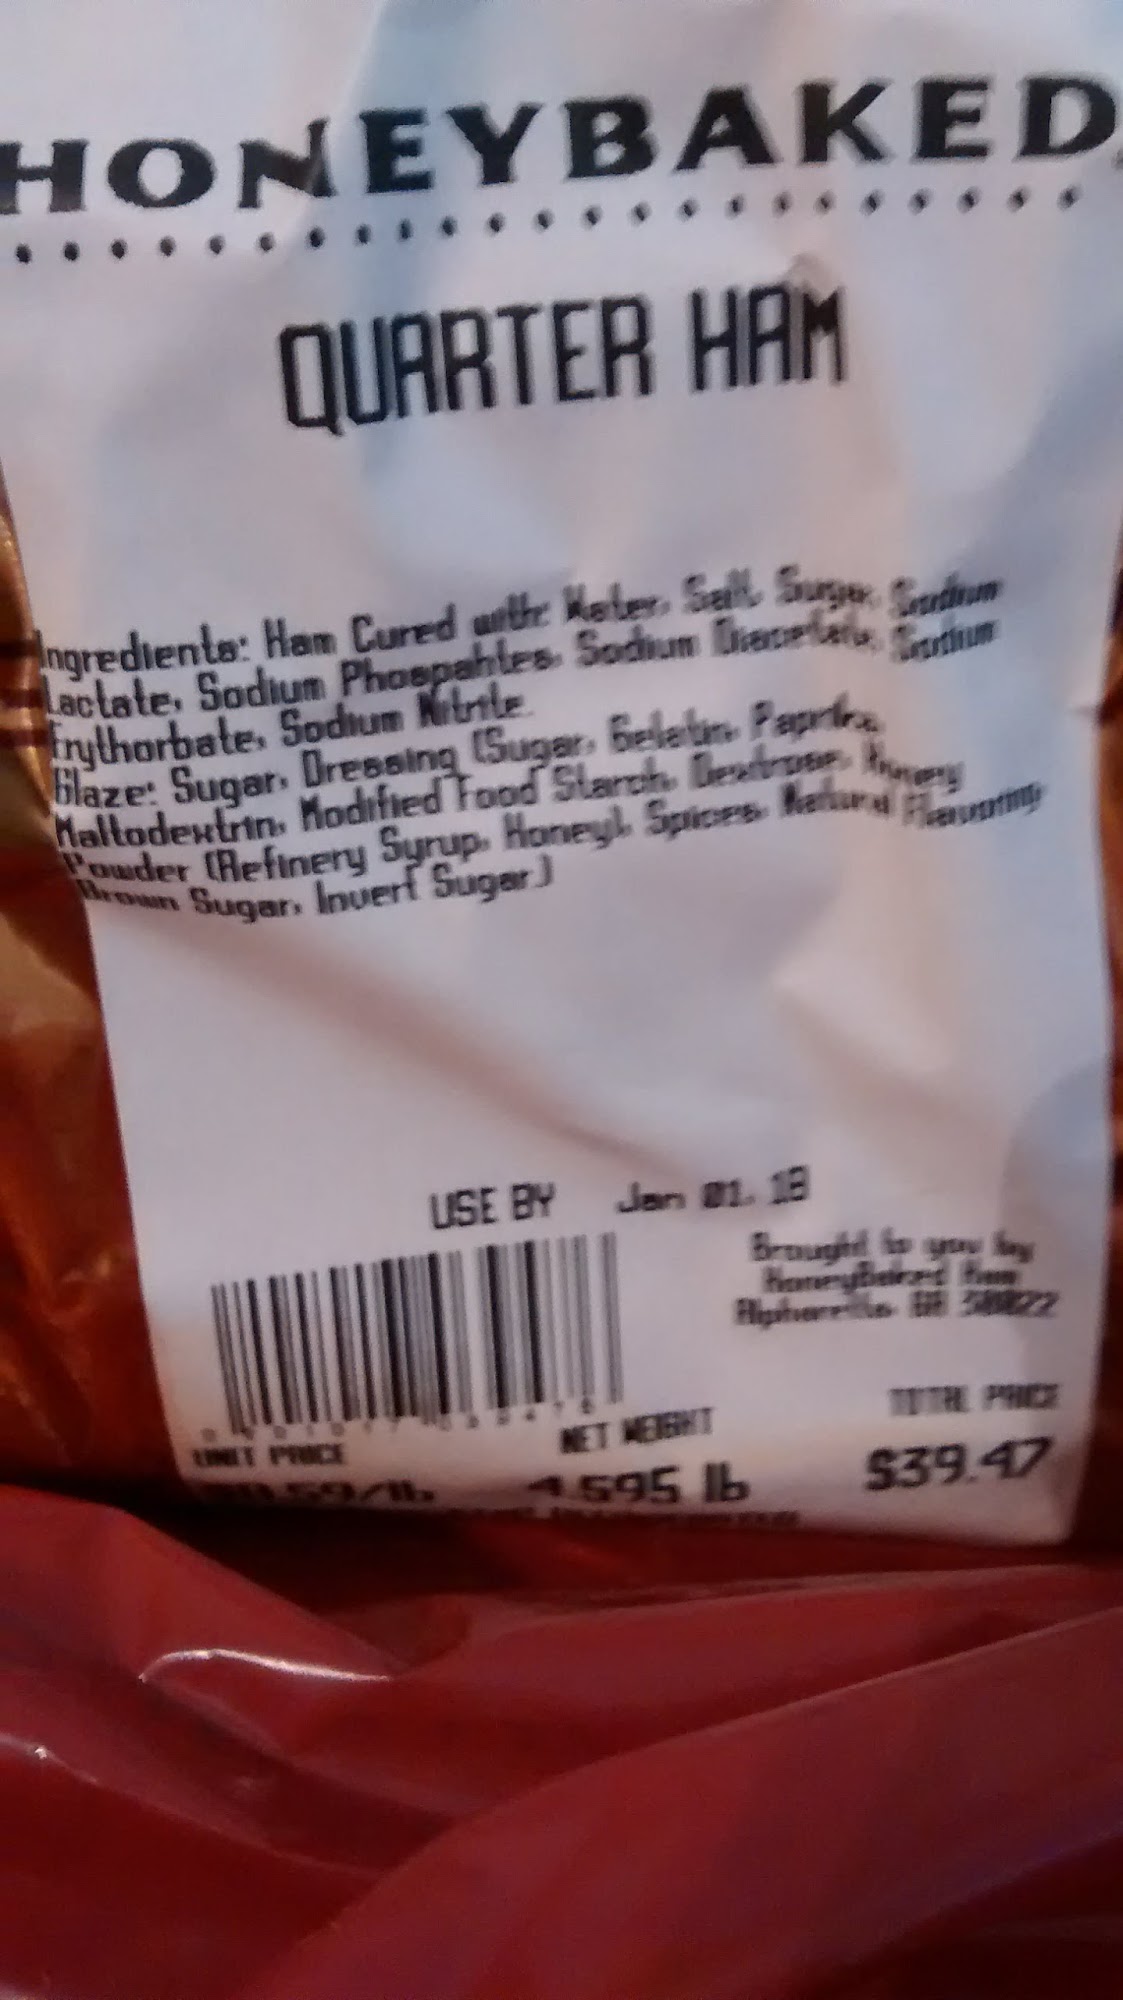 HONEYBAKED
QUARTER HAM
Ingredients: Ham Cured with: Water, Salt, Sugar, Sodium
Lactate, Sodium Phospahtes, Sodium Diacetate, Sodium
Erythorbate, Sodium Nitrite.
Glaze: Sugar, Dressing (Sugar, Gelatin, Paprika,
Maltodextrin, Modified Food Starch, Dextrose, Honey
Powder (Refinery Syrup, Honey), Spices, Natural Flavoring
Brown Sugar, Invert Sugar.)
USE BY Jan 01, 18
Brought to you by
HoneyBaked Ham
Alpharetta GA
UNIT PRICE
NET WEIGHT
TOTAL PRICE
4.595 lb
$39.47